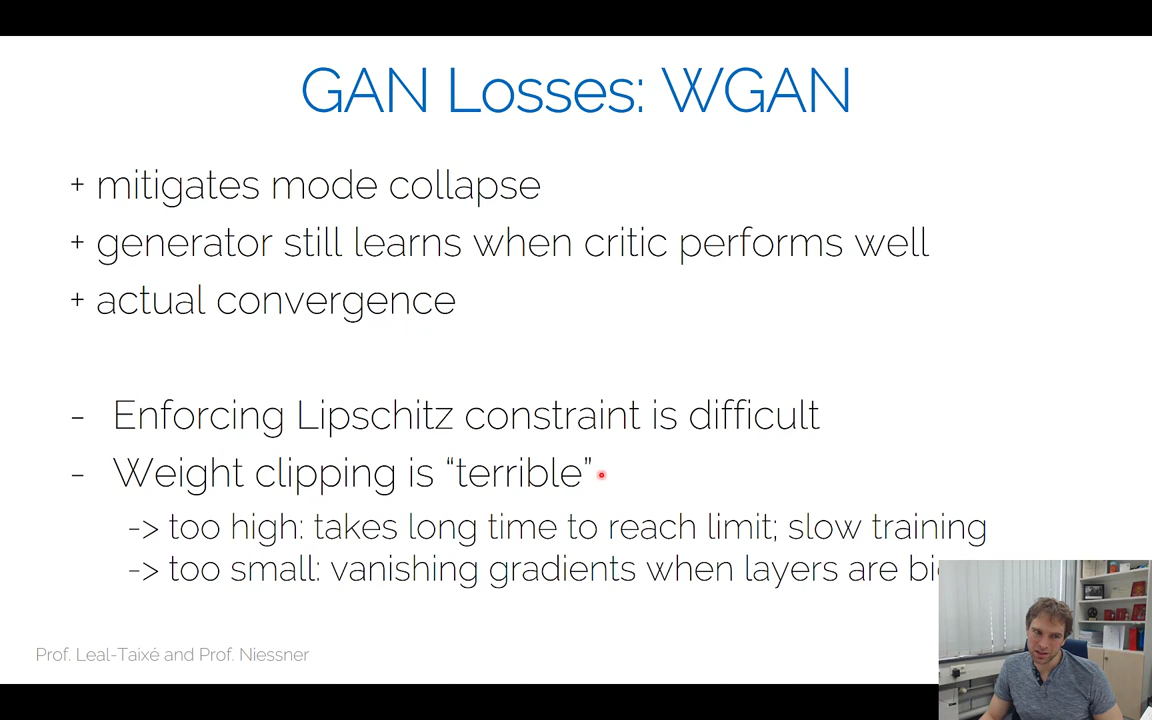 GAN Losses: WGAN
+ mitigates mode collapse
+ generator still learns when critic performs well
+ actual convergence
- Enforcing Lipschitz constraint is difficult
- Weight clipping is “terrible”
-> too high: takes long time to reach limit; slow training
-> too small: vanishing gradients when layers are
Prof. Leal-Taixé and Prof. Niessner